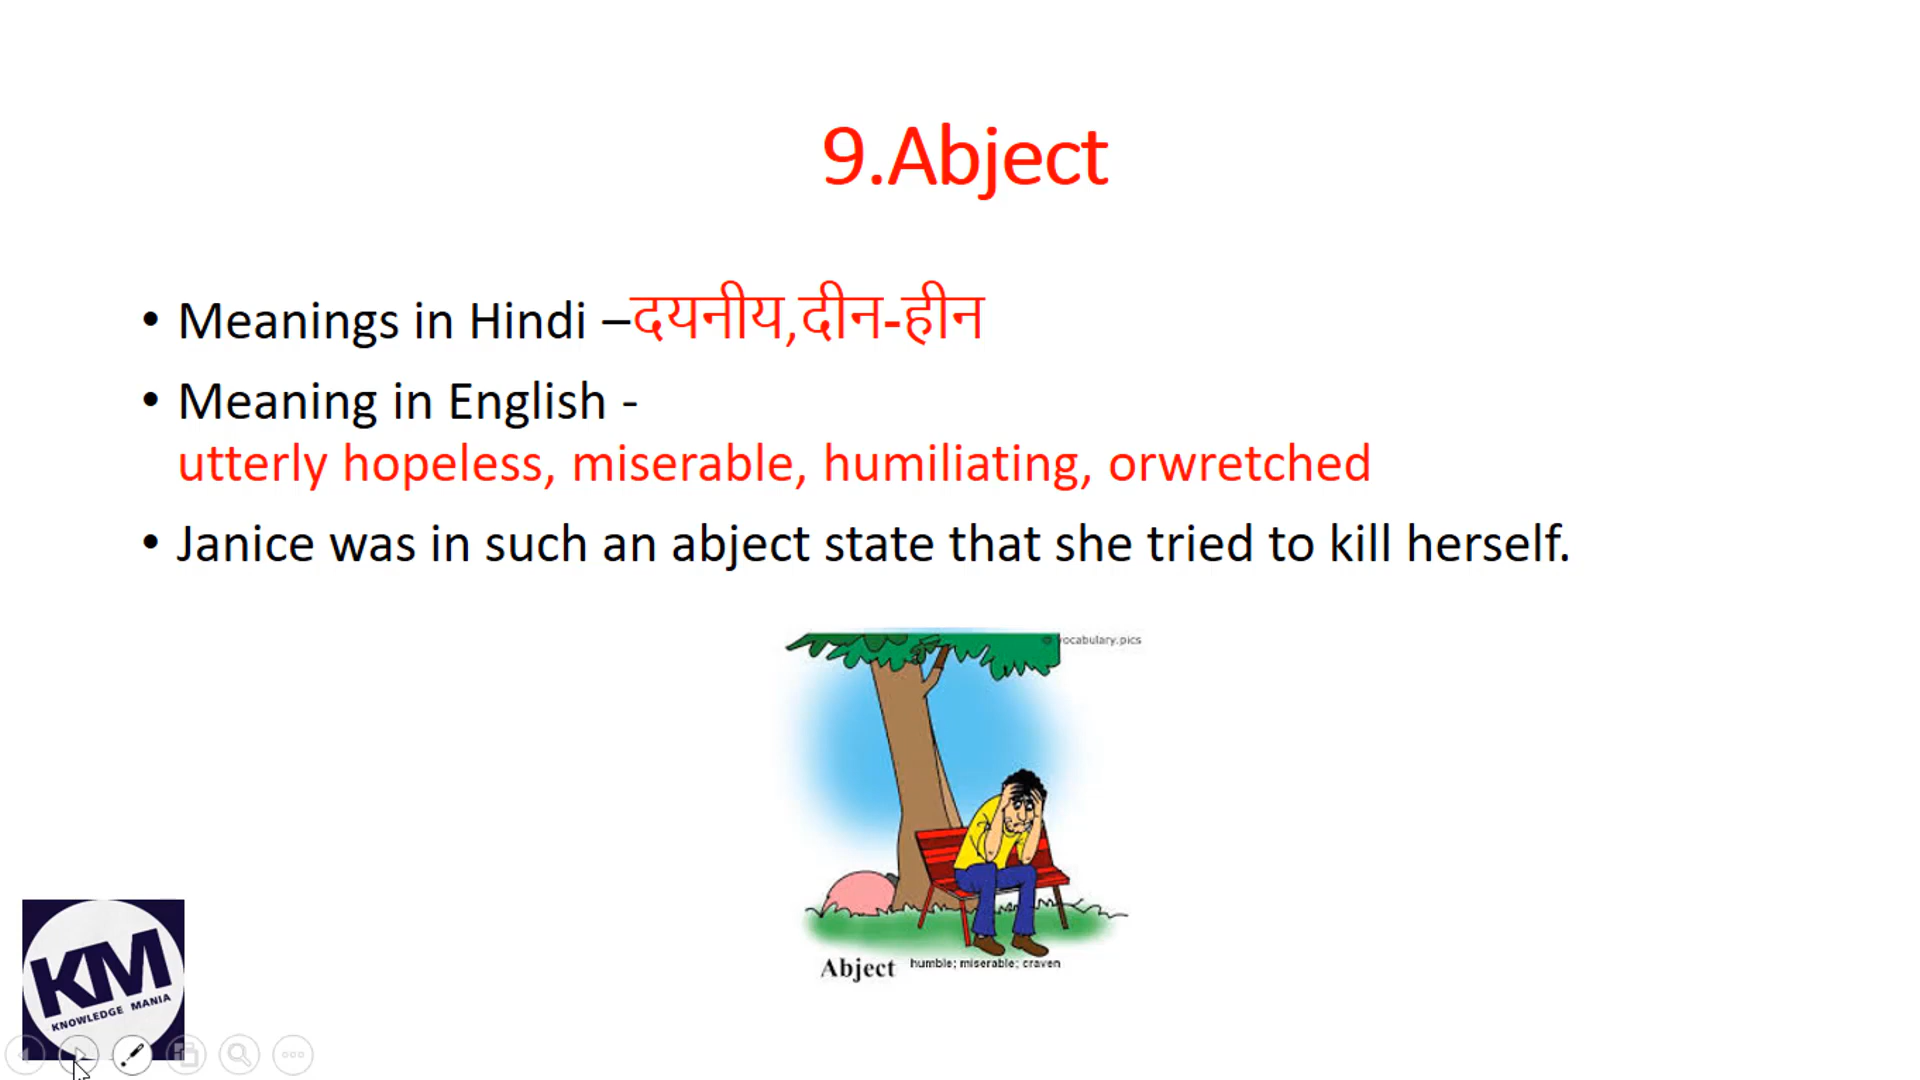 9.Abject
• Meanings in Hindi –दयनीय,दीन-हीन
• Meaning in English -
utterly hopeless, miserable, humiliating, orwretched
• Janice was in such an abject state that she tried to kill herself.
© vocabulary.pics
Abject humble; miserable; craven
KM
KNOWLEDGE MANIA